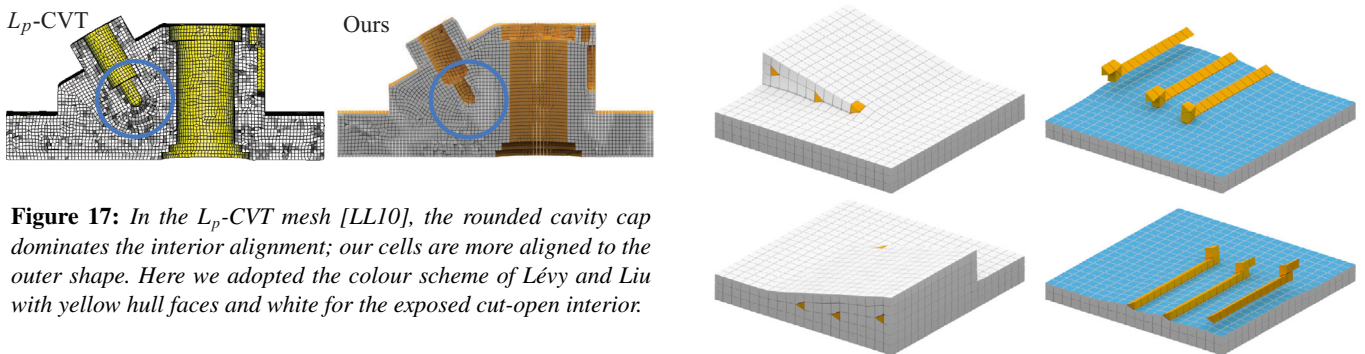 Lp-CVT
Ours
Figure 17: In the Lp-CVT mesh [LL10], the rounded cavity cap
dominates the interior alignment; our cells are more aligned to the
outer shape. Here we adopted the colour scheme of Lévy and Liu
with yellow hull faces and white for the exposed cut-open interior.